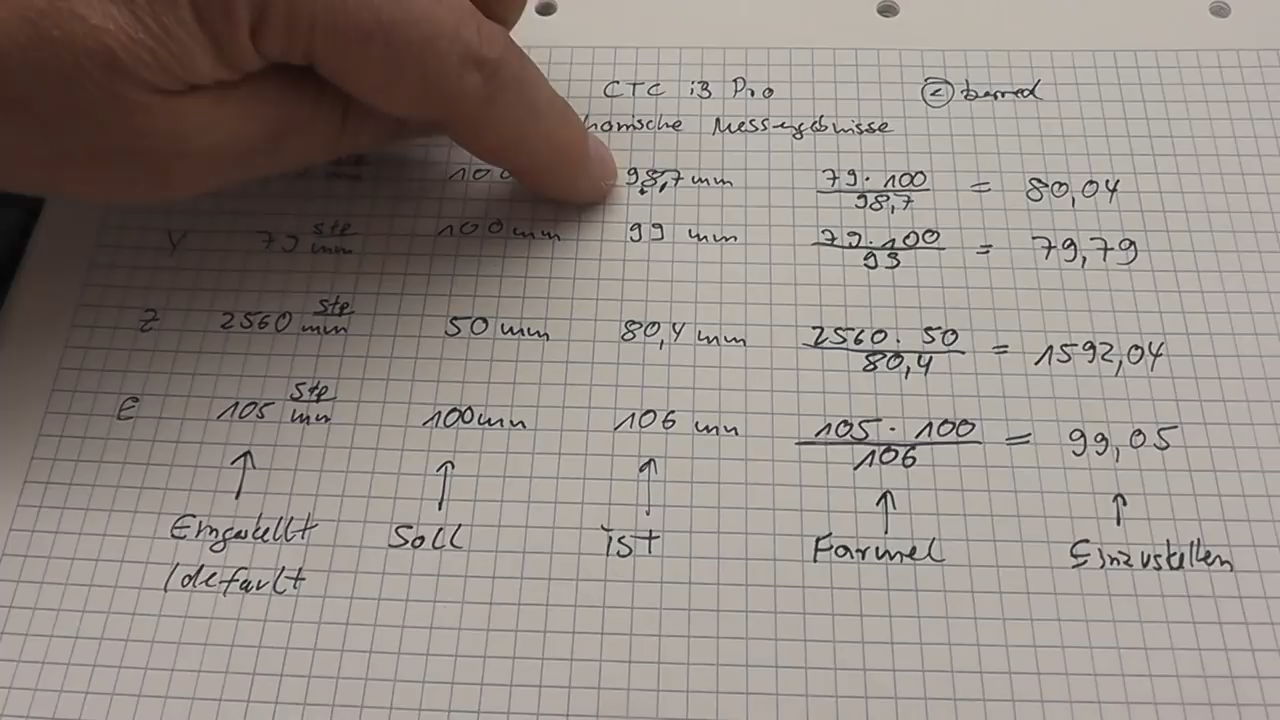 CTC i3 Pro © bernd
Messergebnisse
98,7 mm 79 · 100 / 98,7 = 80,04
Y 79 stp/mm 100 mm 99 mm 79 · 100 / 99 = 79,79
Z 2560 stp/mm 50 mm 80,4 mm 2560 · 50 / 80,4 = 1592,04
E 105 stp/mm 100 mm 106 mm 105 · 100 / 106 = 99,05
↑ ↑ ↑ ↑ ↑
Eingestellt Soll ist Formel Einzustellen
/default